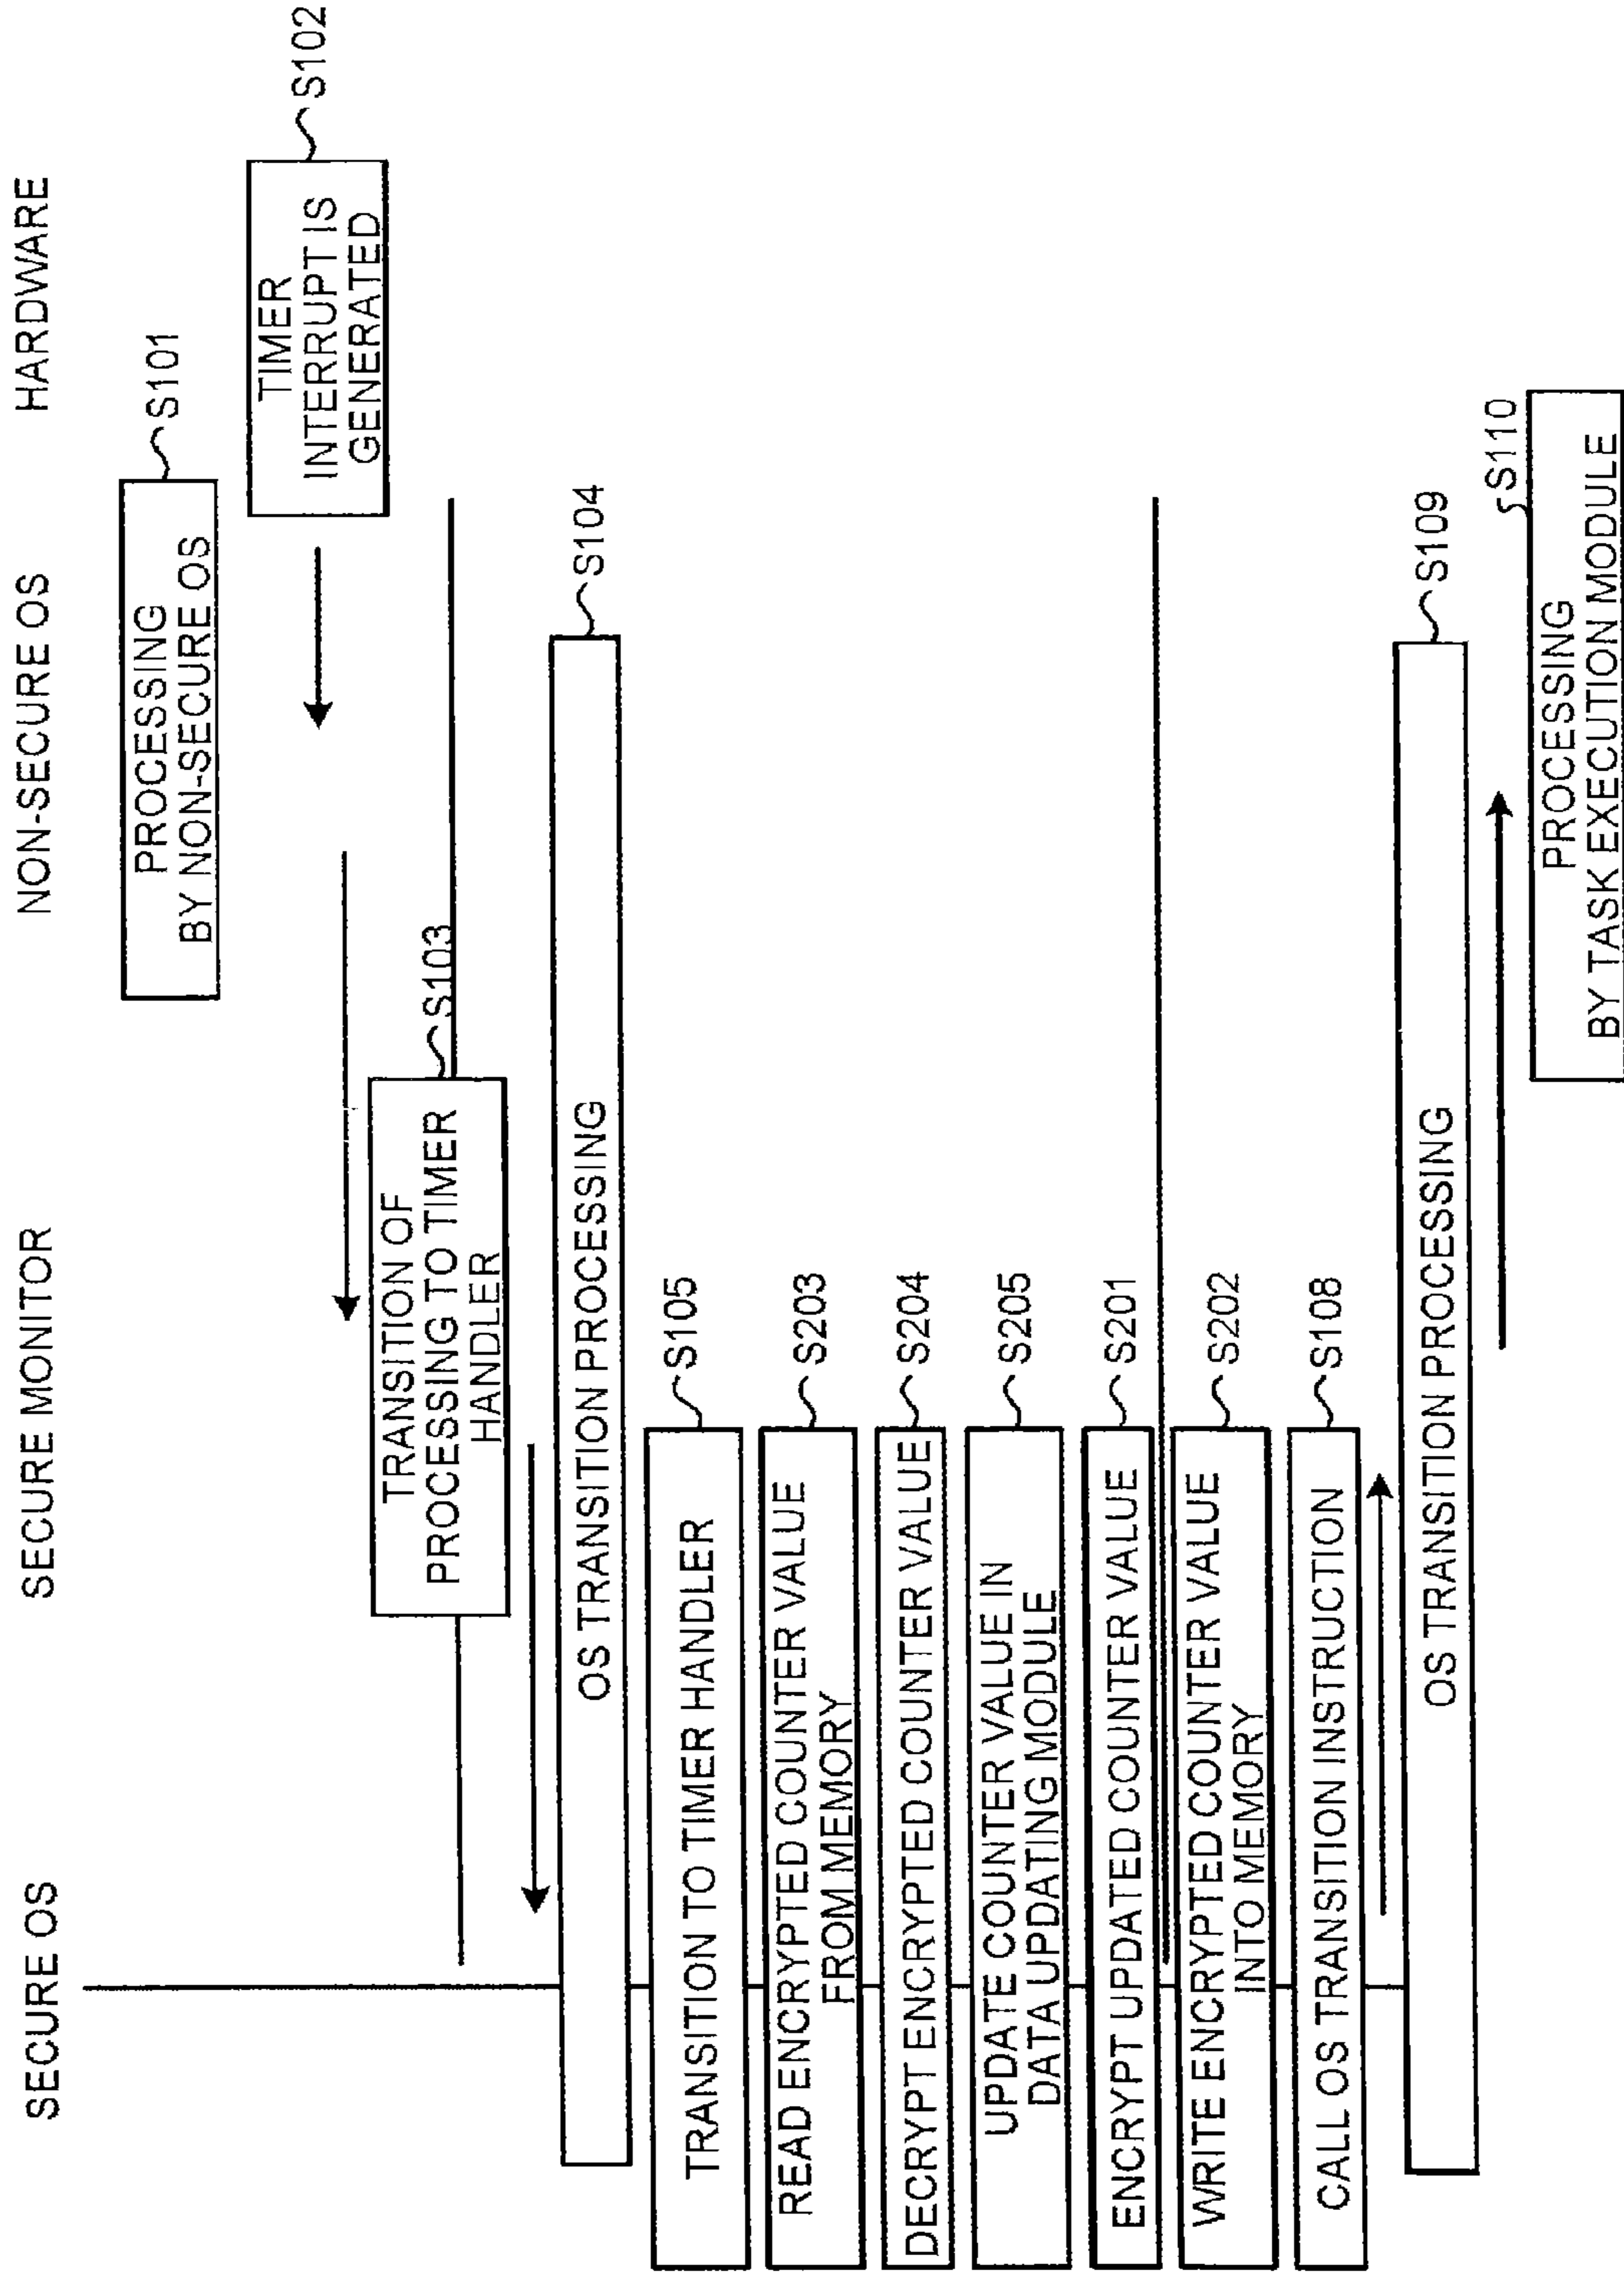 SECURE OS
SECURE MONITOR
NON-SECURE OS
HARDWARE
PROCESSING
BY NON-SECURE OS
S101
TIMER
INTERRUPT IS
GENERATED
S102
TRANSITION OF
PROCESSING TO TIMER
HANDLER
S103
OS TRANSITION PROCESSING
S104
TRANSITION TO TIMER HANDLER
S105
READ ENCRYPTED COUNTER VALUE
FROM MEMORY
S203
DECRYPT ENCRYPTED COUNTER VALUE
S204
UPDATE COUNTER VALUE IN
DATA UPDATING MODULE
S205
ENCRYPT UPDATED COUNTER VALUE
S201
WRITE ENCRYPTED COUNTER VALUE
INTO MEMORY
S202
CALL OS TRANSITION INSTRUCTION
S108
OS TRANSITION PROCESSING
S109
PROCESSING
BY TASK EXECUTION MODULE
S110